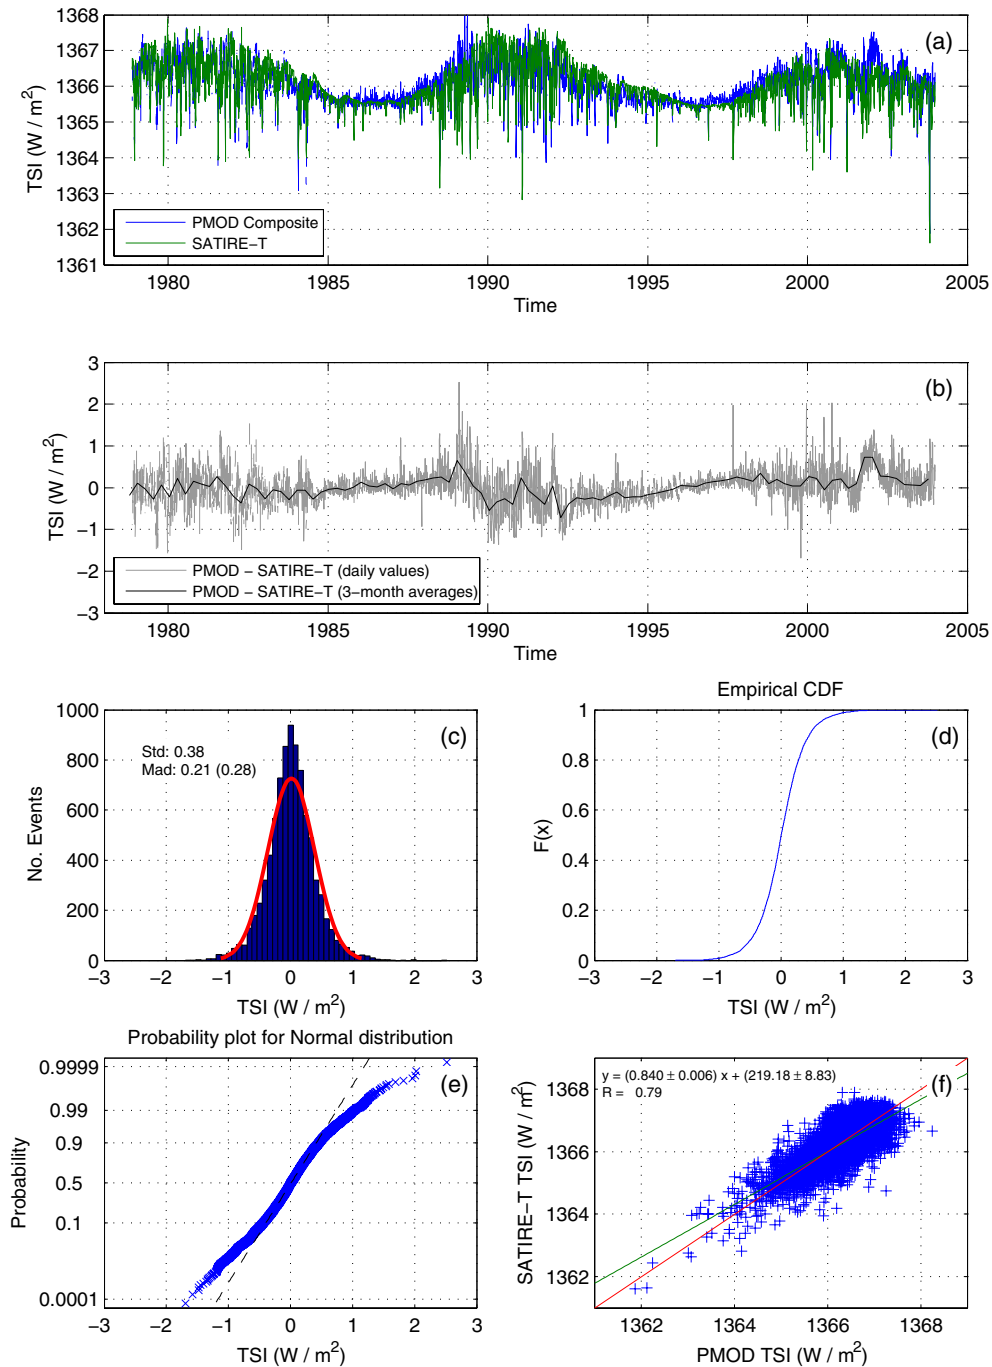 1368
1367
1366
1365
1364
1363
1362
1361
TSI (W / m²)
(a)
PMOD Composite
SATIRE−T
1980 1985 1990 1995 2000 2005
Time
3
2
1
0
−1
−2
−3
TSI (W / m²)
(b)
PMOD − SATIRE−T (daily values)
PMOD − SATIRE−T (3−month averages)
1980 1985 1990 1995 2000 2005
Time
1000
800
600
400
200
0
No. Events
Std: 0.38
Mad: 0.21 (0.28)
(c)
−3 −2 −1 0 1 2 3
TSI (W / m²)
Empirical CDF
1
0.8
0.6
0.4
0.2
0
F(x)
(d)
−3 −2 −1 0 1 2 3
TSI (W / m²)
Probability plot for Normal distribution
0.9999
0.99
0.9
0.5
0.1
0.0001
Probability
(e)
−3 −2 −1 0 1 2 3
TSI (W / m²)
1368
1366
1364
1362
SATIRE−T TSI (W / m²)
y = (0.840 ± 0.006) x + (219.18 ± 8.83)
R = 0.79
(f)
1362 1364 1366 1368
PMOD TSI (W / m²)